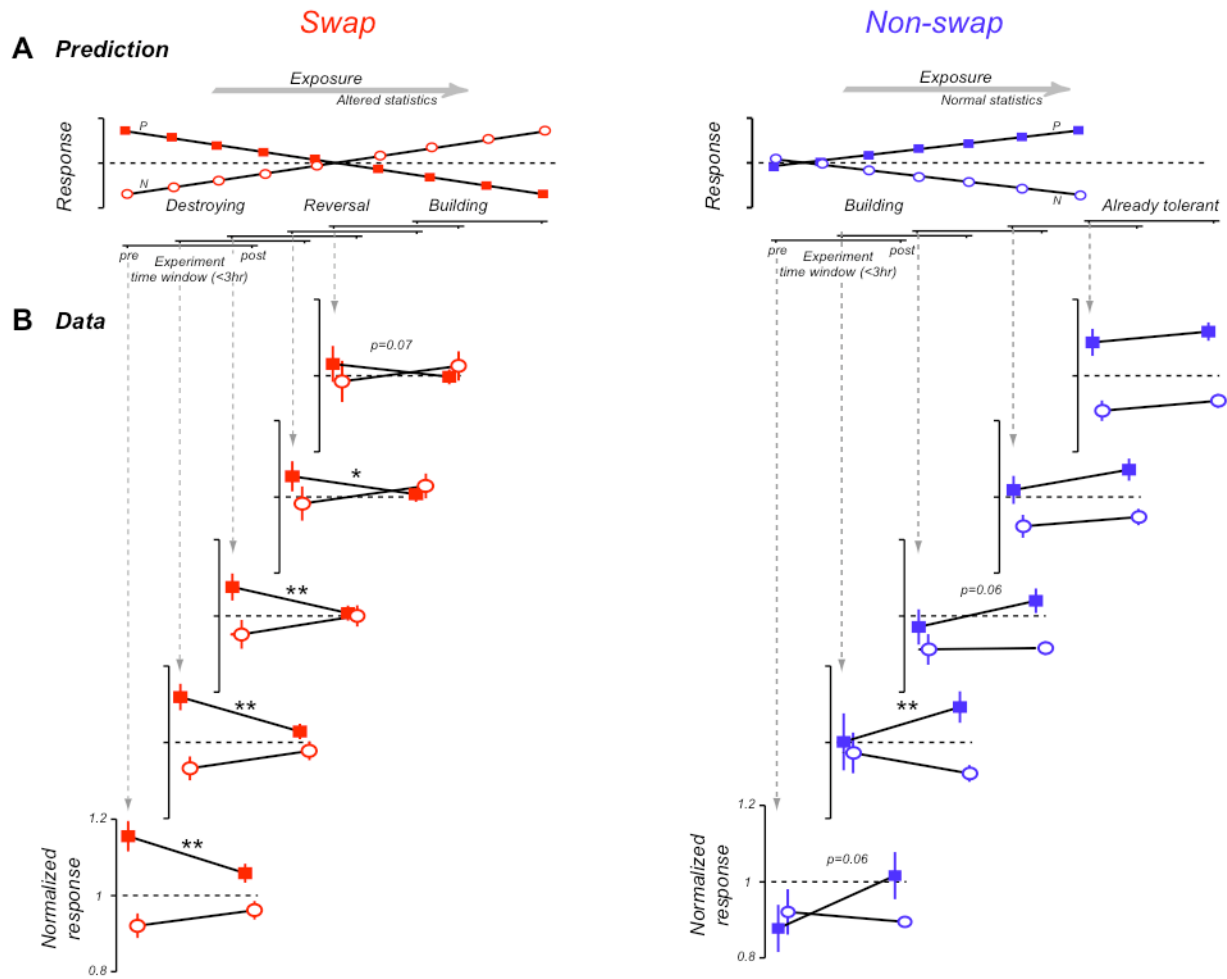 Swap
Non-swap
A Prediction
Exposure
Altered statistics
Exposure
Normal statistics
Response
P
N
Response
P
N
Destroying Reversal Building
Building Already tolerant
pre post
Experiment
time window (<3hr)
pre post
Experiment
time window (<3hr)
B Data
p=0.07
*
**
p=0.06
**
**
**
1.2
1
0.8
Normalized
response
**
1.2
1
0.8
Normalized
response
p=0.06